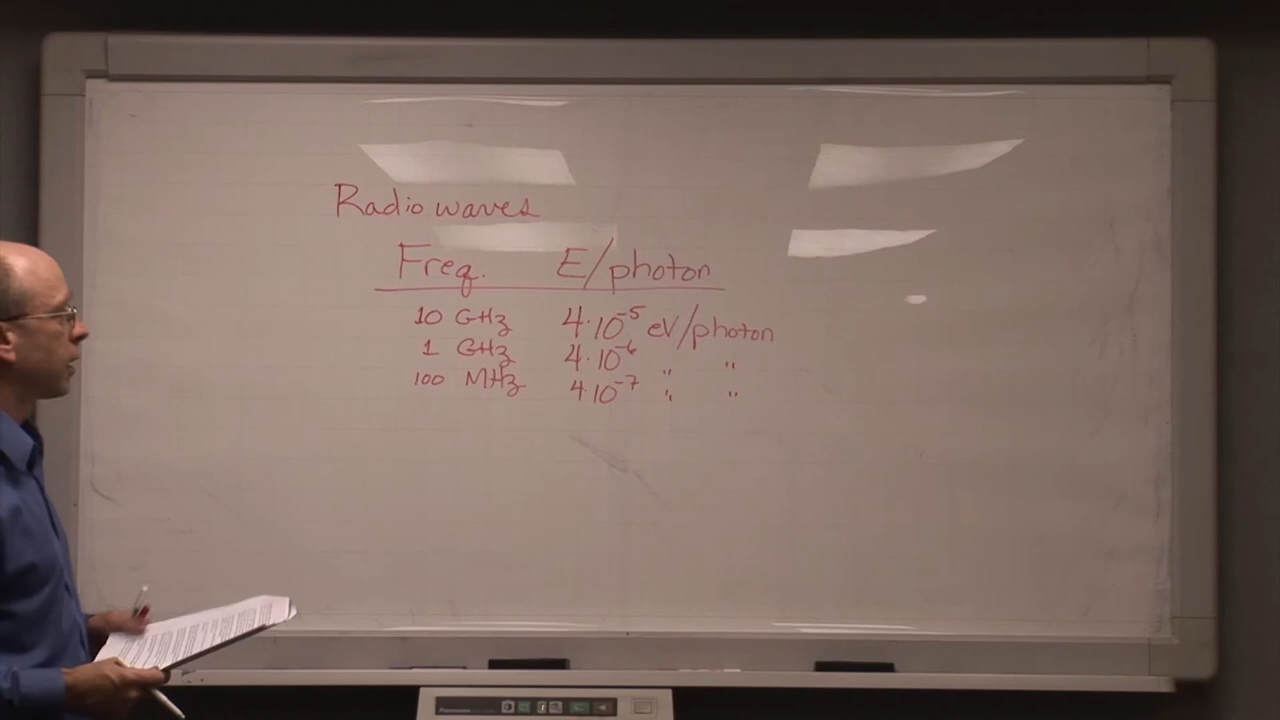 Radio waves
Freq. E/photon
10 GHz 4·10⁻⁵ eV/photon
1 GHz 4·10⁻⁶ " "
100 MHz 4·10⁻⁷ " "
Panasonic